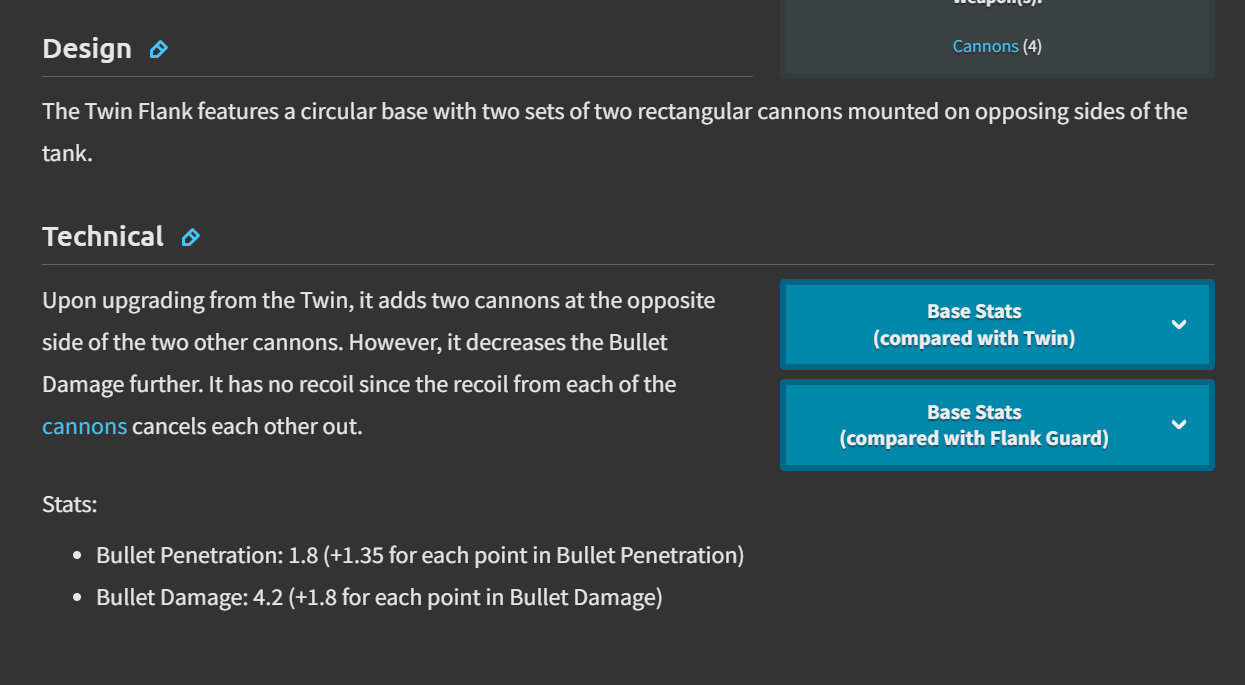 weapon(s):
Cannons (4)
Design
The Twin Flank features a circular base with two sets of two rectangular cannons mounted on opposing sides of the
tank.
Technical
Upon upgrading from the Twin, it adds two cannons at the opposite
side of the two other cannons. However, it decreases the Bullet
Damage further. It has no recoil since the recoil from each of the
cannons cancels each other out.
Base Stats
(compared with Twin)
Base Stats
(compared with Flank Guard)
Stats:
• Bullet Penetration: 1.8 (+1.35 for each point in Bullet Penetration)
• Bullet Damage: 4.2 (+1.8 for each point in Bullet Damage)